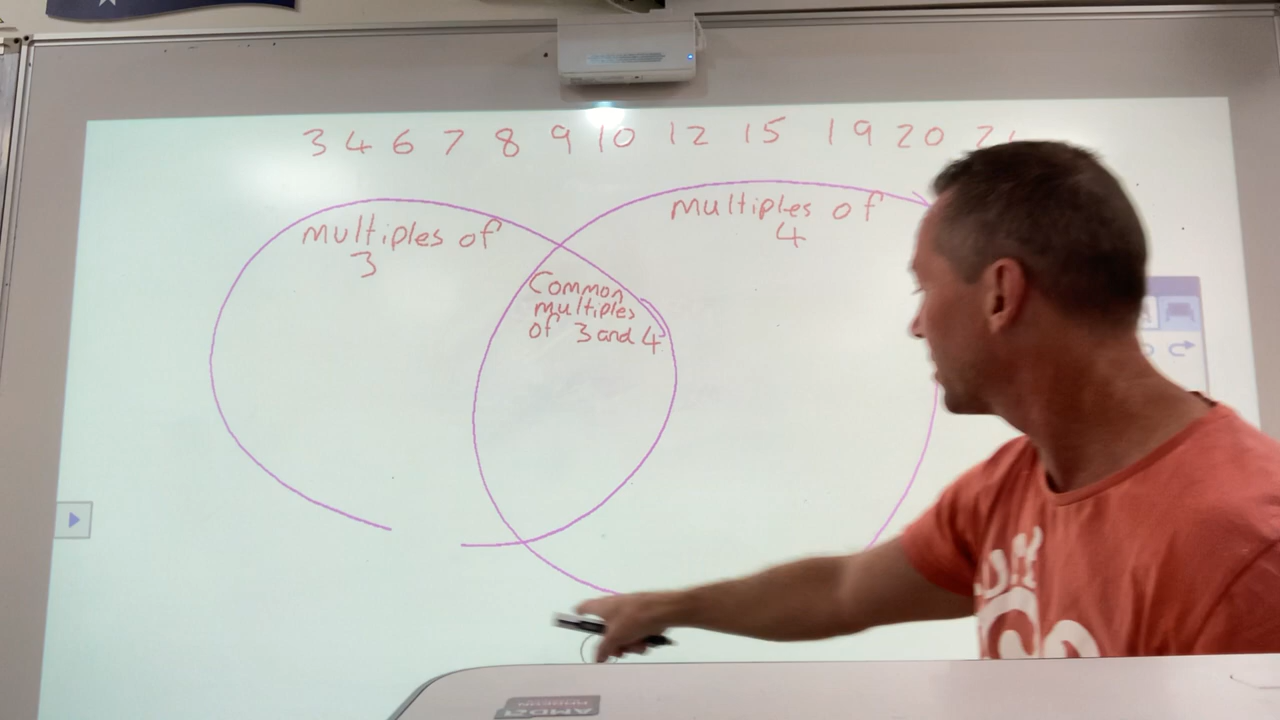 3 4 6 7 8 9 10 12 15 19 20
multiples of
3
multiples of
4
Common
multiples
of 3 and 4
AMD